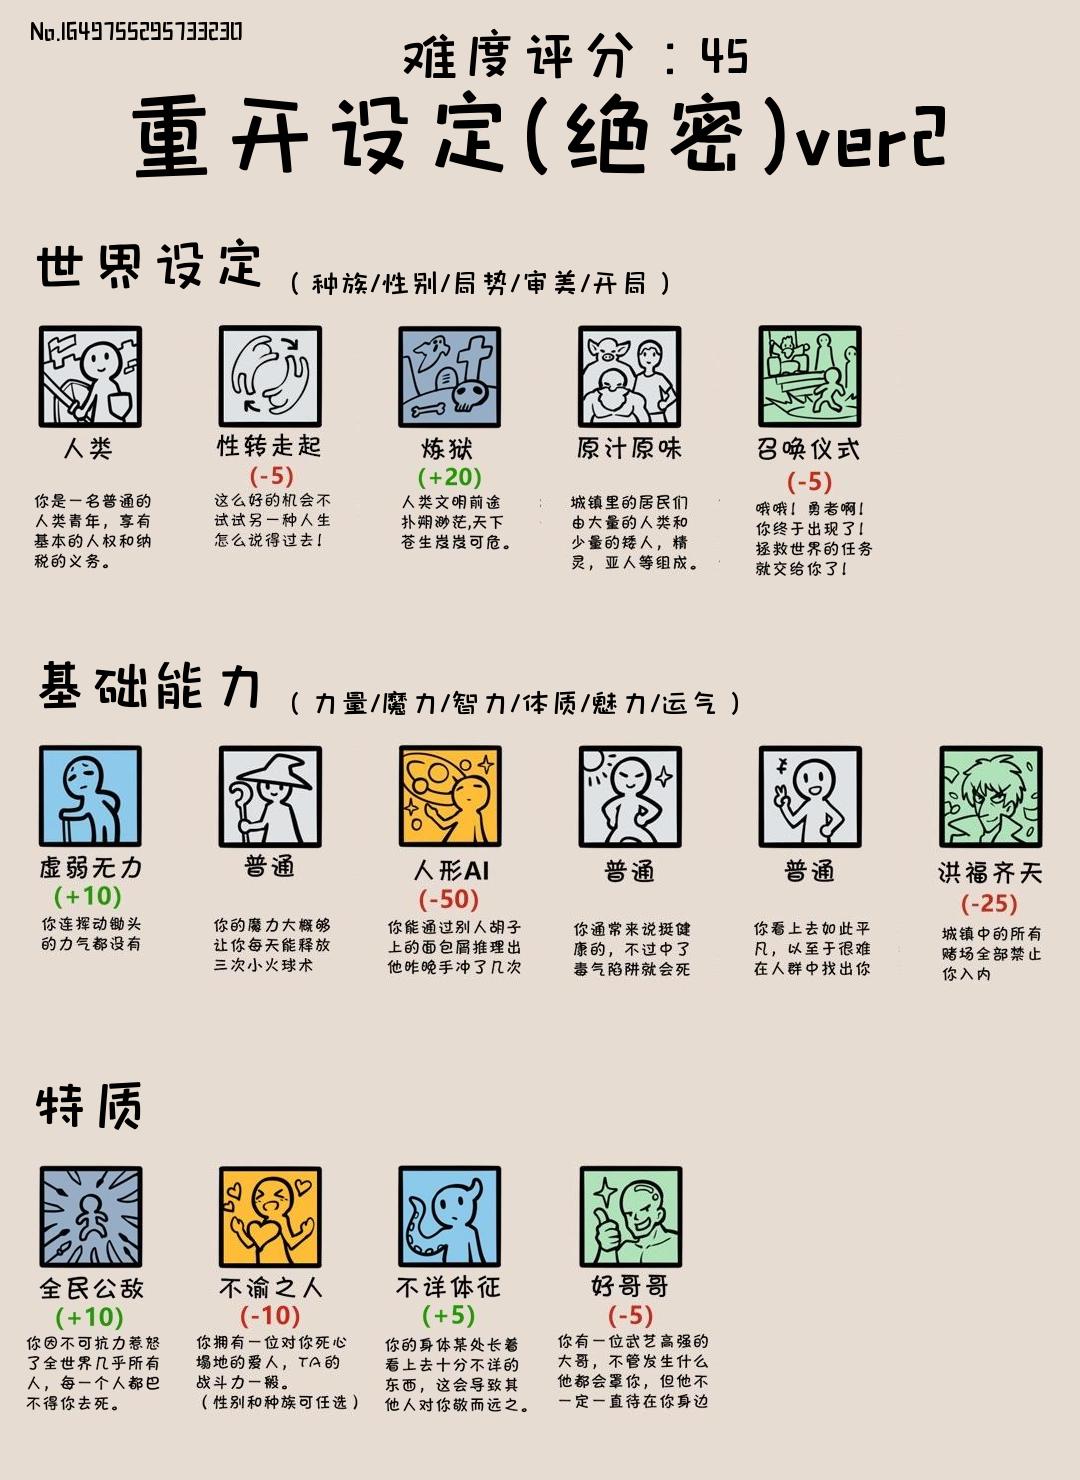 No.1649755295733230
难度评分：45
重开设定(绝密)ver2
世界设定（种族/性别/局势/审美/开局）
人类
你是一名普通的
人类青年，享有
基本的人权和纳
税的义务。
性转走起
(-5)
这么好的机会不
试试另一种人生
怎么说得过去！
炼狱
(+20)
人类文明前途
扑朔渺茫,天下
苍生岌岌可危。
原汁原味
城镇里的居民们
由大量的人类和
少量的矮人，精
灵，亚人等组成。
召唤仪式
(-5)
哦哦！勇者啊！
你终于出现了！
拯救世界的任务
就交给你了！
基础能力（力量/魔力/智力/体质/魅力/运气）
虚弱无力
(+10)
你连挥动锄头
的力气都没有
普通
你的魔力大概够
让你每天能释放
三次小火球术
人形AI
(-50)
你能通过别人胡子
上的面包屑推理出
他昨晚手冲了几次
普通
你通常来说挺健
康的，不过中了
毒气陷阱就会死
普通
你看上去如此平
凡，以至于很难
在人群中找出你
洪福齐天
(-25)
城镇中的所有
赌场全部禁止
你入内
特质
全民公敌
(+10)
你因不可抗力惹怒
了全世界几乎所有
人，每一个人都巴
不得你去死。
不渝之人
(-10)
你拥有一位对你死心
塌地的爱人，TA的
战斗力一般。
（性别和种族可任选）
不详体征
(+5)
你的身体某处长着
看上去十分不详的
东西，这会导致其
他人对你敬而远之。
好哥哥
(-5)
你有一位武艺高强的
大哥，不管发生什么
他都会罩你，但他不
一定一直待在你身边